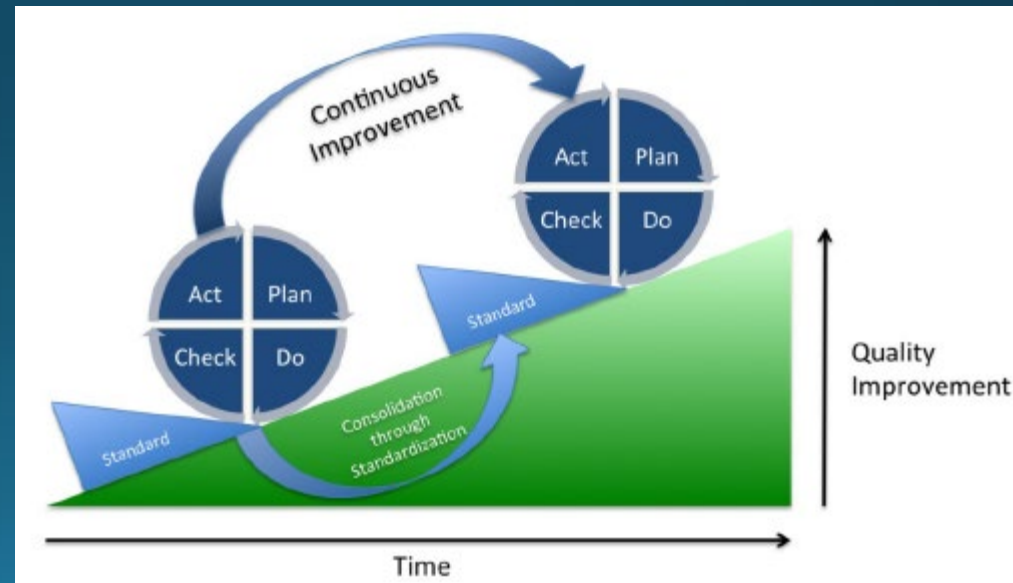 Continuous
Improvement
Act
Plan
Check
Do
Act
Plan
Check
Do
Standard
Standard
Consolidation
through
Standardization
Quality
Improvement
Time